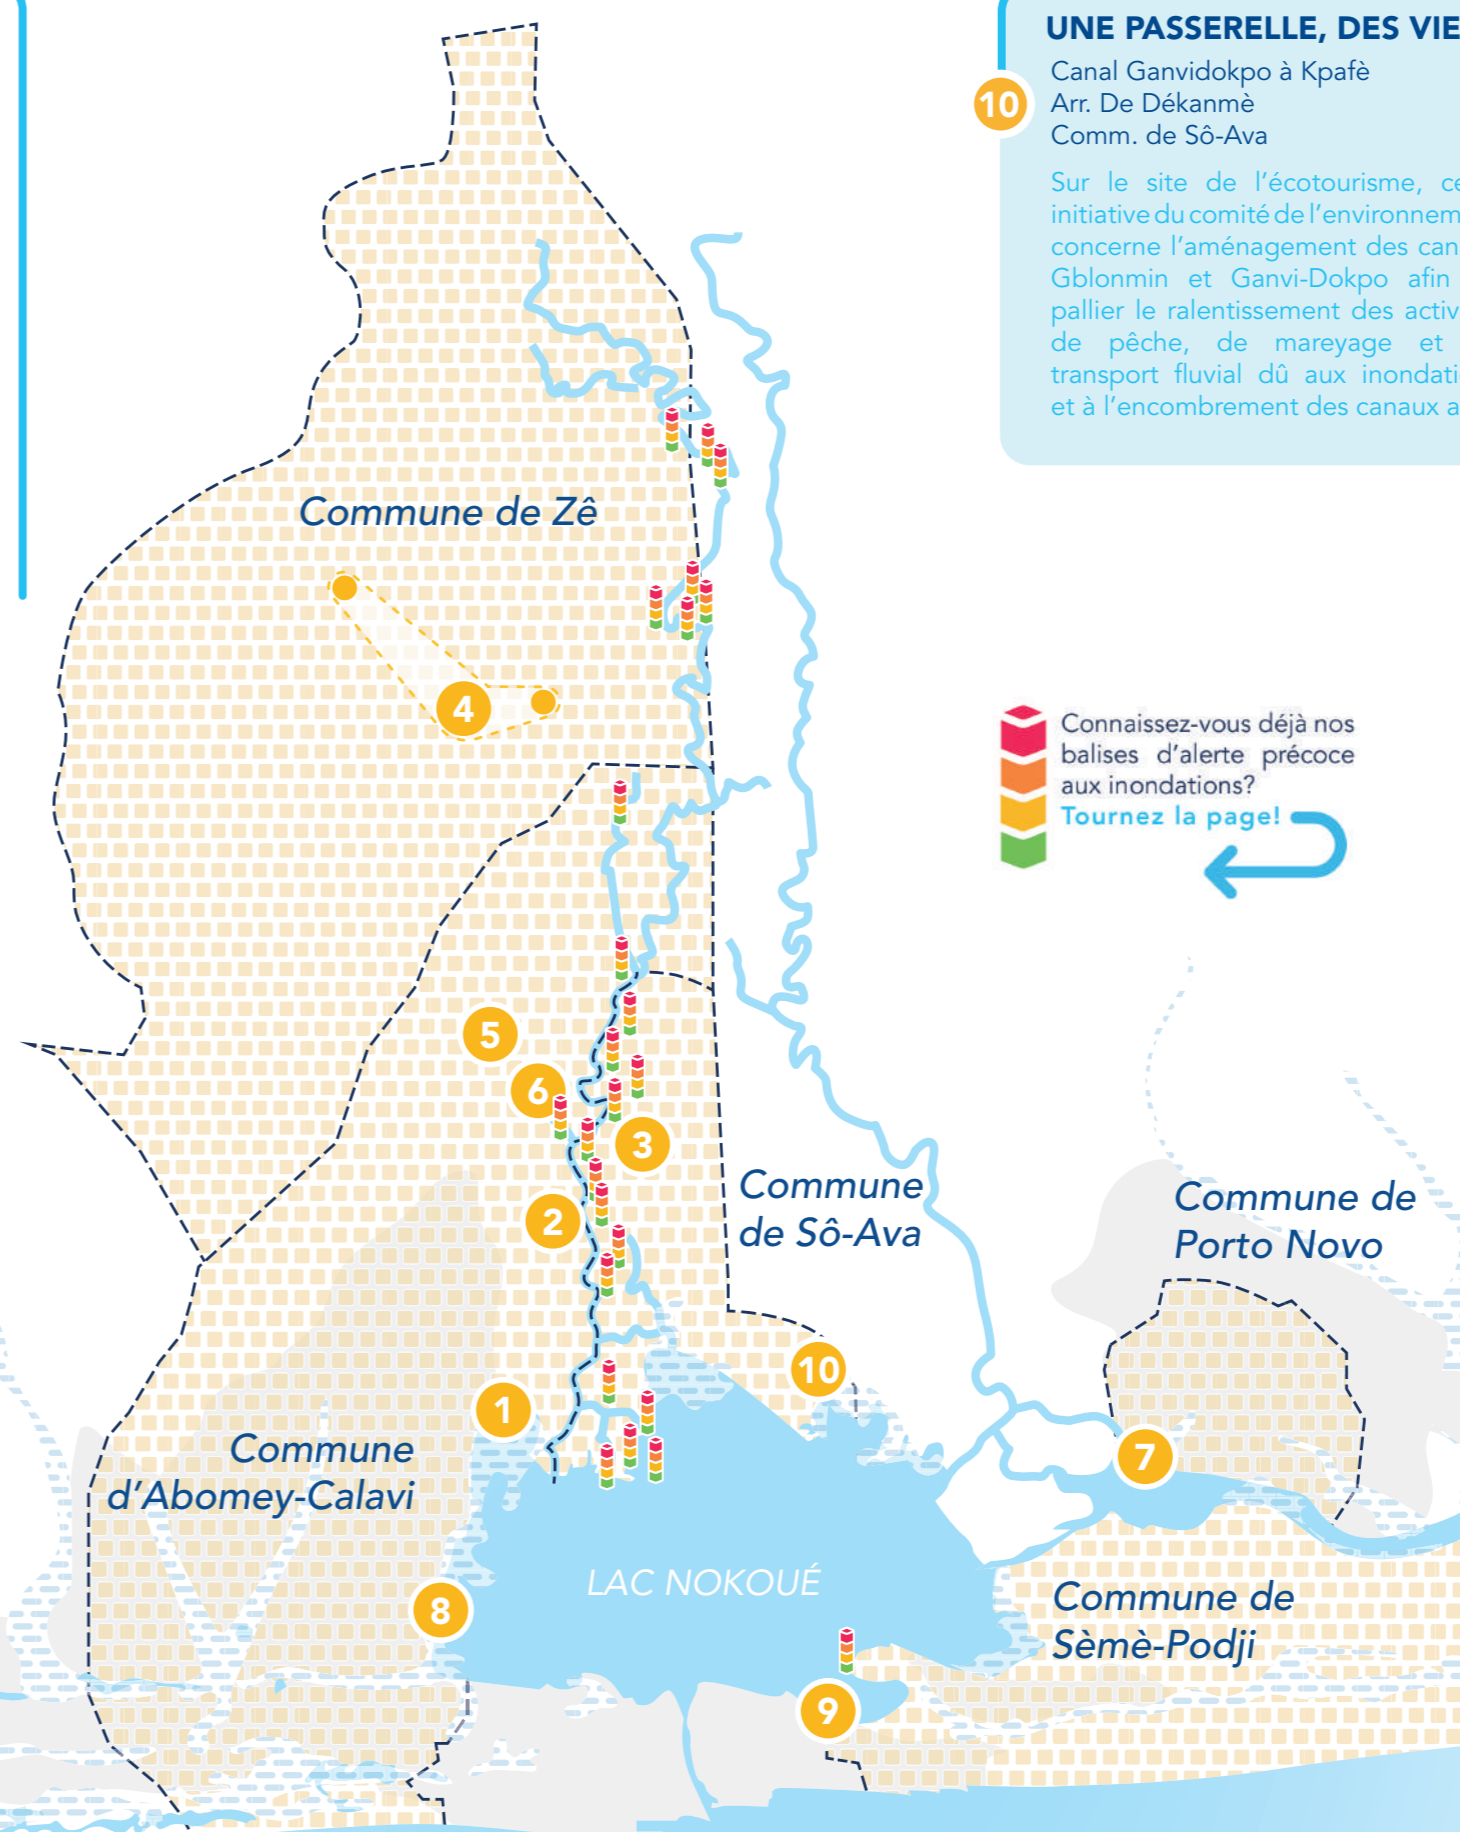 UNE PASSERELLE, DES VIE
10
Canal Ganvidokpo à Kpafè
Arr. De Dékanmè
Comm. de Sô-Ava
Sur le site de l'écotourisme, ce
initiative du comité de l'environnem
concerne l'aménagement des can
Gblonmin et Ganvi-Dokpo afin
pallier le ralentissement des activ
de pêche, de mareyage et
transport fluvial dû aux inondati
et à l'encombrement des canaux a
Commune de Zê
4
Connaissez-vous déjà nos
balises d'alerte précoce
aux inondations?
Tournez la page!
5
6
3
2
Commune
de Sô-Ava
Commune de
Porto Novo
10
1
7
Commune
d'Abomey-Calavi
LAC NOKOUÉ
8
Commune de
Sèmè-Podji
9